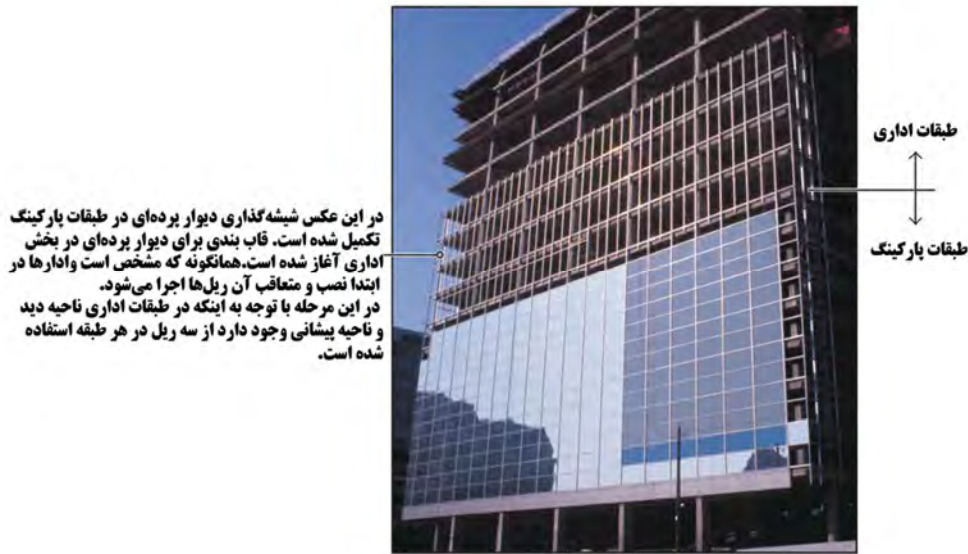 طبقات اداری
طبقات پارکینگ
در این عکس شیشه‌گذاری دیوار پرده‌ای در طبقات پارکینگ
تکمیل شده است. قاب بندی برای دیوار پرده‌ای در بخش
اداری آغاز شده است.همانگونه که مشخص است وادارها در
ابتدا نصب و متعاقب آن ریل‌ها اجرا می‌شود.
در این مرحله با توجه به اینکه در طبقات اداری ناحیه دید
و ناحیه پیشانی وجود دارد از سه ریل در هر طبقه استفاده
شده است.